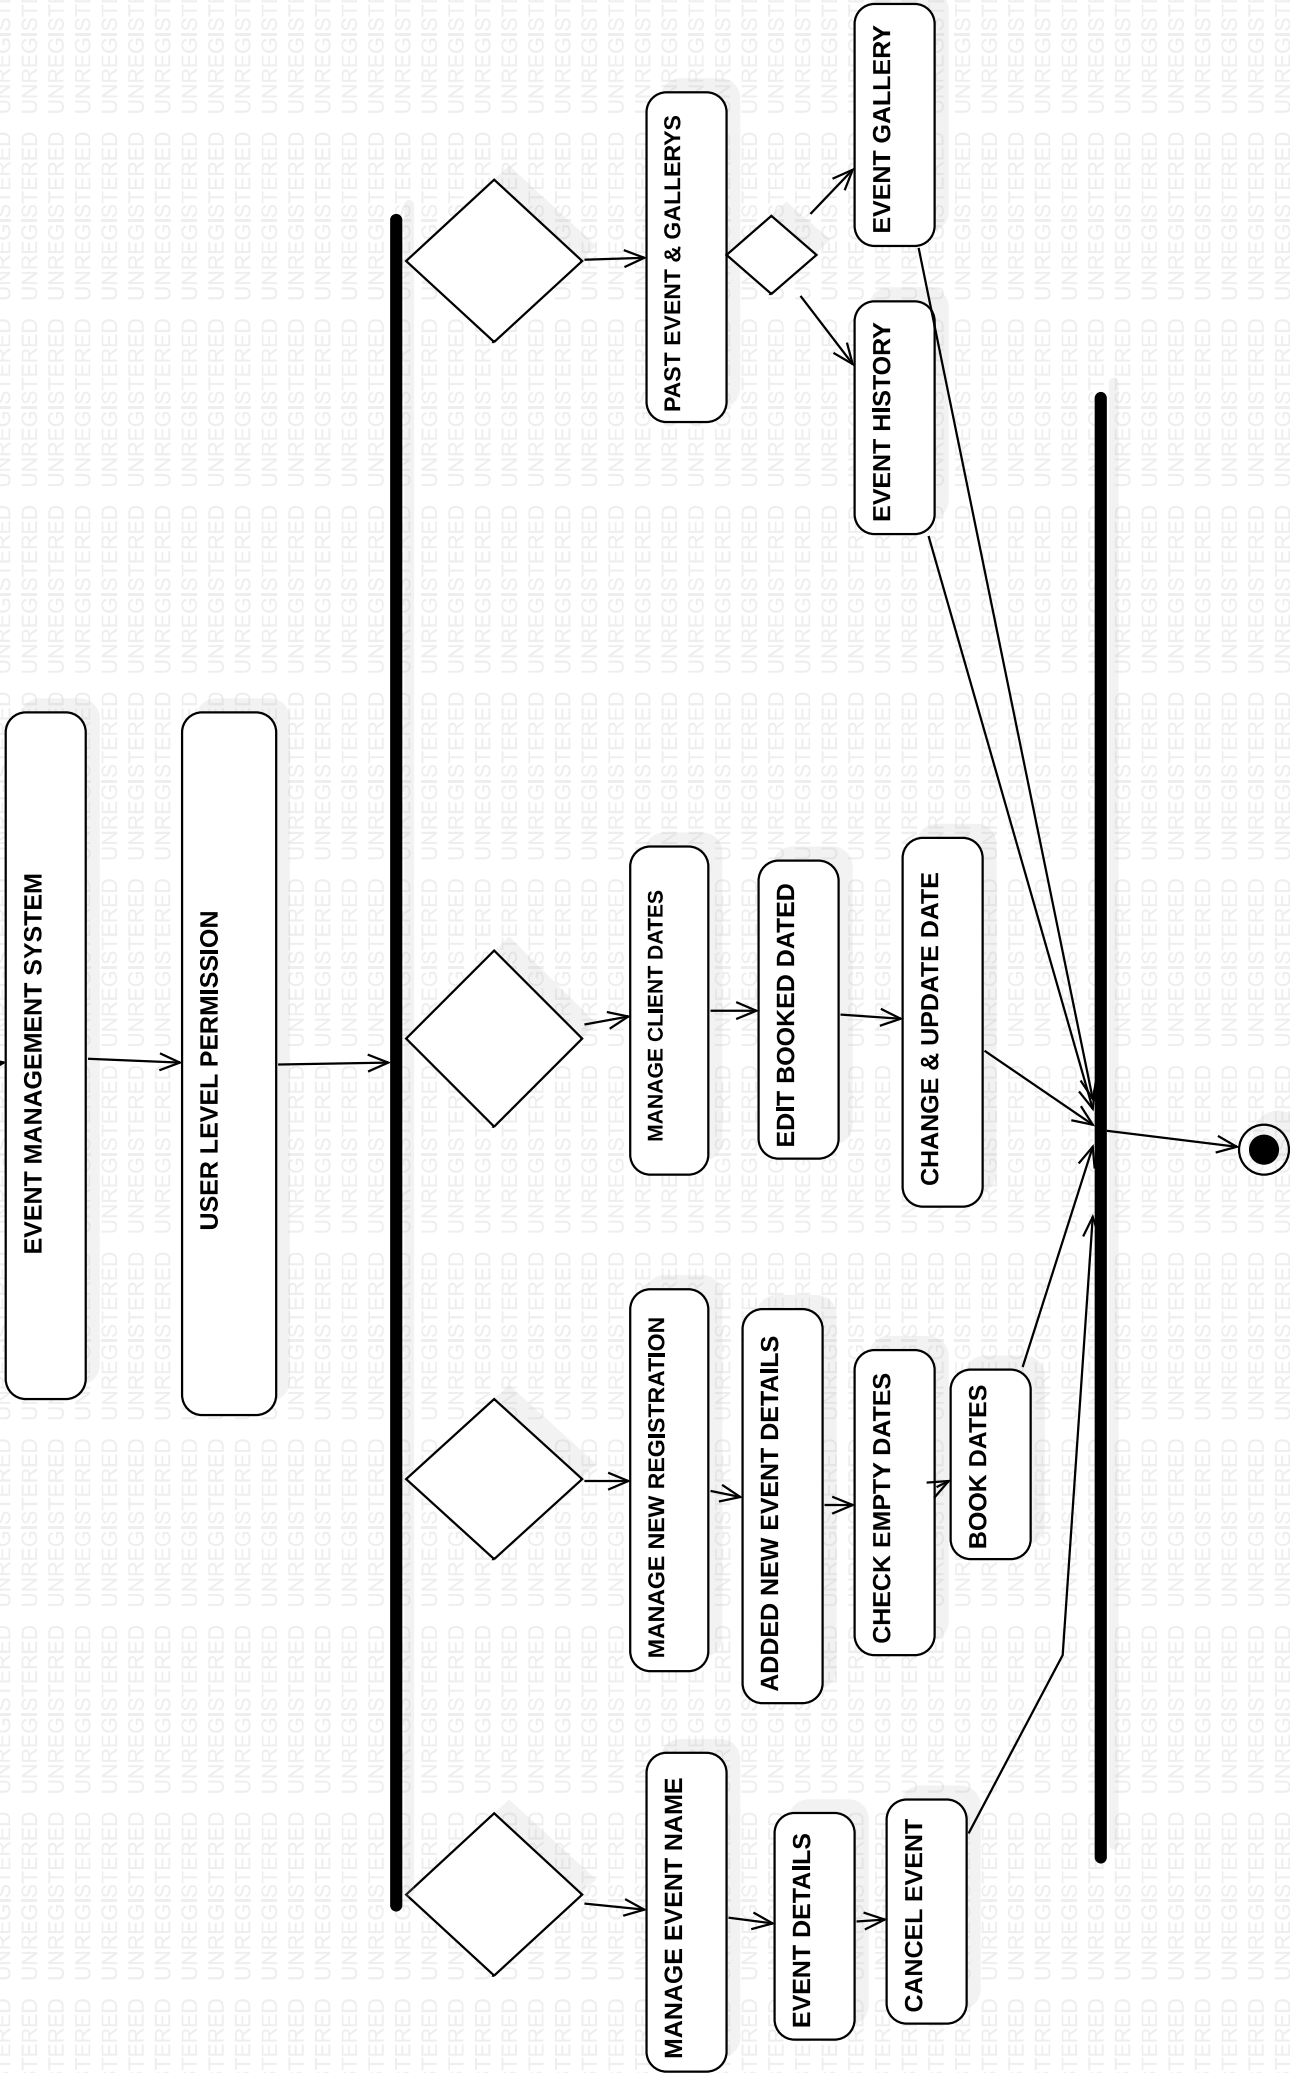 EVENT MANAGEMENT SYSTEM
USER LEVEL PERMISSION
MANAGE EVENT NAME
EVENT DETAILS
CANCEL EVENT
MANAGE NEW REGISTRATION
ADDED NEW EVENT DETAILS
CHECK EMPTY DATES
BOOK DATES
MANAGE CLIENT DATES
EDIT BOOKED DATED
CHANGE & UPDATE DATE
PAST EVENT & GALLERYS
EVENT HISTORY
EVENT GALLERY
UNREGISTERED